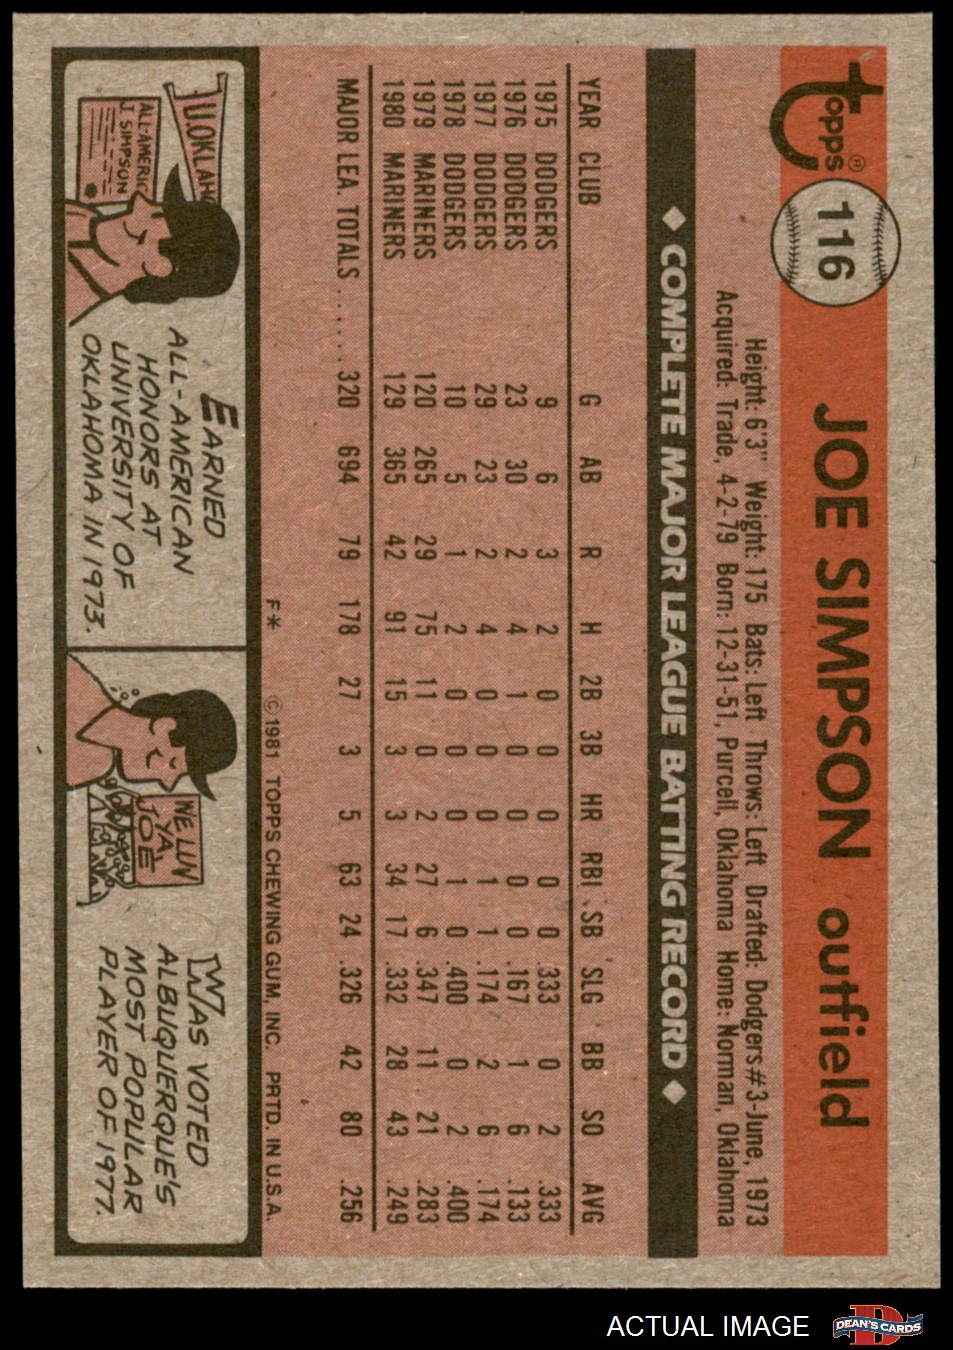 Topps® 116 JOE SIMPSON outfield
Height: 6'3" Weight: 175 Bats: Left Throws: Left Drafted: Dodgers#3-June, 1973
Acquired: Trade, 4-2-79 Born: 12-31-51, Purcell, Oklahoma Home: Norman, Oklahoma
◆ COMPLETE MAJOR LEAGUE BATTING RECORD ◆
YEAR CLUB G AB R H 2B 3B HR RBI SB SLG BB SO AVG
1975 DODGERS 9 6 3 2 0 0 0 0 0 .333 0 2 .333
1976 DODGERS 23 30 2 4 1 0 0 0 0 .167 1 6 .133
1977 DODGERS 29 23 2 4 0 0 0 1 1 .174 2 6 .174
1978 DODGERS 10 5 1 2 0 0 0 1 0 .400 0 2 .400
1979 MARINERS 120 265 29 75 11 0 2 27 6 .347 11 21 .283
1980 MARINERS 129 365 42 91 15 3 3 34 17 .332 28 43 .249
MAJOR LEA. TOTALS ....... 320 694 79 178 27 3 5 63 24 .326 42 80 .256
F* © 1981 TOPPS CHEWING GUM, INC. PRTD. IN U.S.A.
U.OKLAH
ALL-AMERIC
J. SIMPSON
EARNED
ALL-AMERICAN
HONORS AT
UNIVERSITY OF
OKLAHOMA IN 1973.
WE LUV
YA,
JOE
WAS VOTED
ALBUQUERQUE'S
MOST POPULAR
PLAYER OF 1977.
ACTUAL IMAGE
D
DEAN'S CARDS